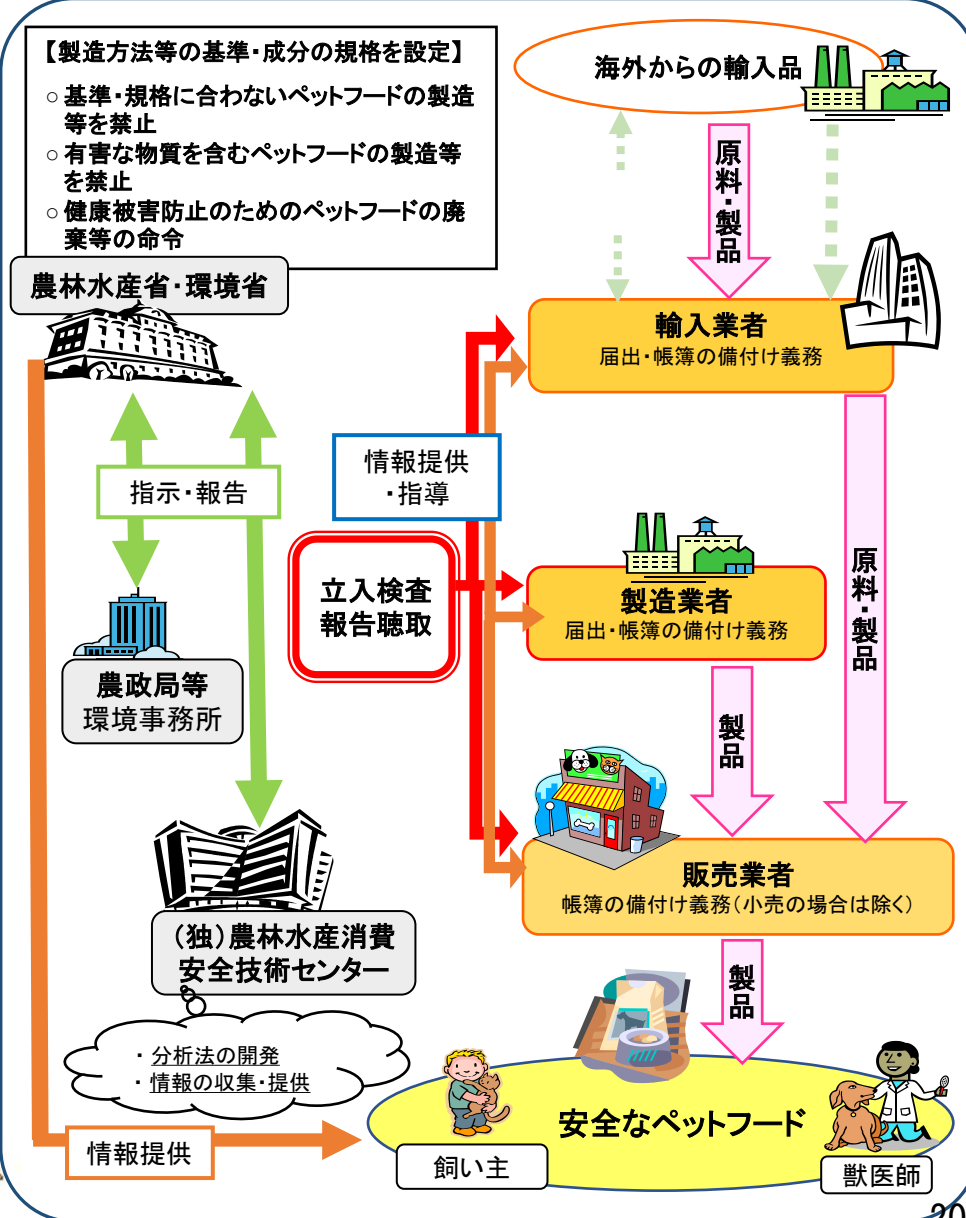 【製造方法等の基準・成分の規格を設定】
○ 基準・規格に合わないペットフードの製造
等を禁止
○ 有害な物質を含むペットフードの製造等
を禁止
○ 健康被害防止のためのペットフードの廃
棄等の命令
農林水産省・環境省
海外からの輸入品
原料・製品
輸入業者
届出・帳簿の備付け義務
情報提供
・指導
指示・報告
立入検査
報告聴取
製造業者
届出・帳簿の備付け義務
原料・製品
農政局等
環境事務所
製品
販売業者
帳簿の備付け義務(小売の場合は除く)
(独)農林水産消費
安全技術センター
・ 分析法の開発
・ 情報の収集・提供
製品
安全なペットフード
情報提供
飼い主
獣医師
20